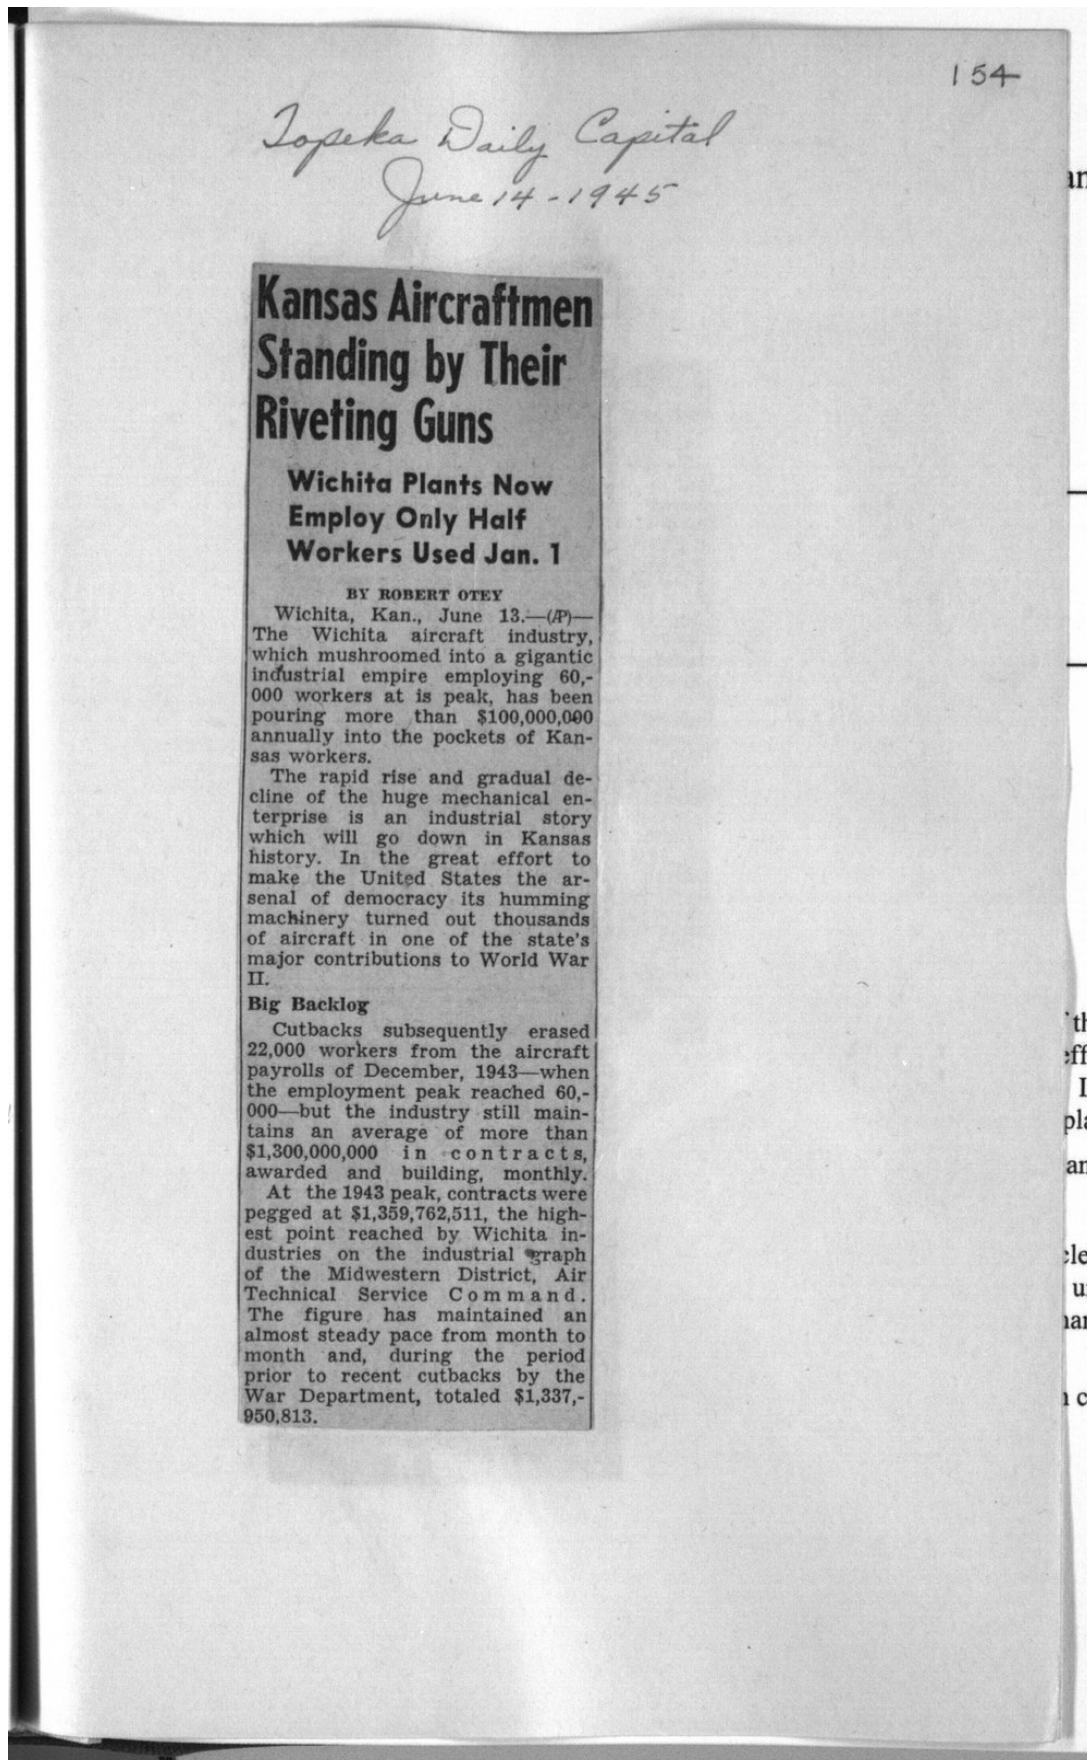 154
Topeka Daily Capital
June 14-1945
Kansas Aircraftmen
Standing by Their
Riveting Guns
Wichita Plants Now
Employ Only Half
Workers Used Jan. 1
BY ROBERT OTEY
Wichita, Kan., June 13.—(AP)—
The Wichita aircraft industry,
which mushroomed into a gigantic
industrial empire employing 60,-
000 workers at is peak, has been
pouring more than $100,000,000
annually into the pockets of Kan-
sas workers.
The rapid rise and gradual de-
cline of the huge mechanical en-
terprise is an industrial story
which will go down in Kansas
history. In the great effort to
make the United States the ar-
senal of democracy its humming
machinery turned out thousands
of aircraft in one of the state's
major contributions to World War
II.
Big Backlog
Cutbacks subsequently erased
22,000 workers from the aircraft
payrolls of December, 1943—when
the employment peak reached 60,-
000—but the industry still main-
tains an average of more than
$1,300,000,000 in contracts,
awarded and building, monthly.
At the 1943 peak, contracts were
pegged at $1,359,762,511, the high-
est point reached by Wichita in-
dustries on the industrial graph
of the Midwestern District, Air
Technical Service Command.
The figure has maintained an
almost steady pace from month to
month and, during the period
prior to recent cutbacks by the
War Department, totaled $1,337,-
950,813.